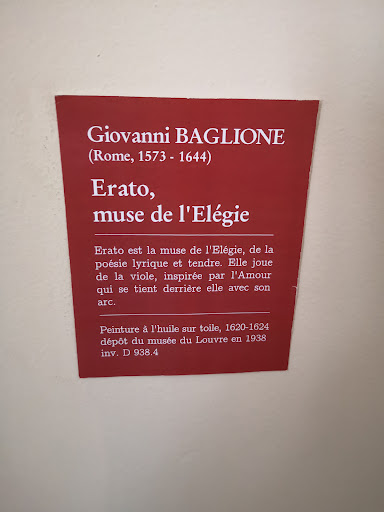 Giovanni BAGLIONE
(Rome, 1573 - 1644)
Erato,
muse de l'Elégie
Erato est la muse de l'Elégie, de la
poésie lyrique et tendre. Elle joue
de la viole, inspirée par l'Amour
qui se tient derrière elle avec son
arc.
Peinture à l'huile sur toile, 1620-1624
dépôt du musée du Louvre en 1938
inv. D 938.4